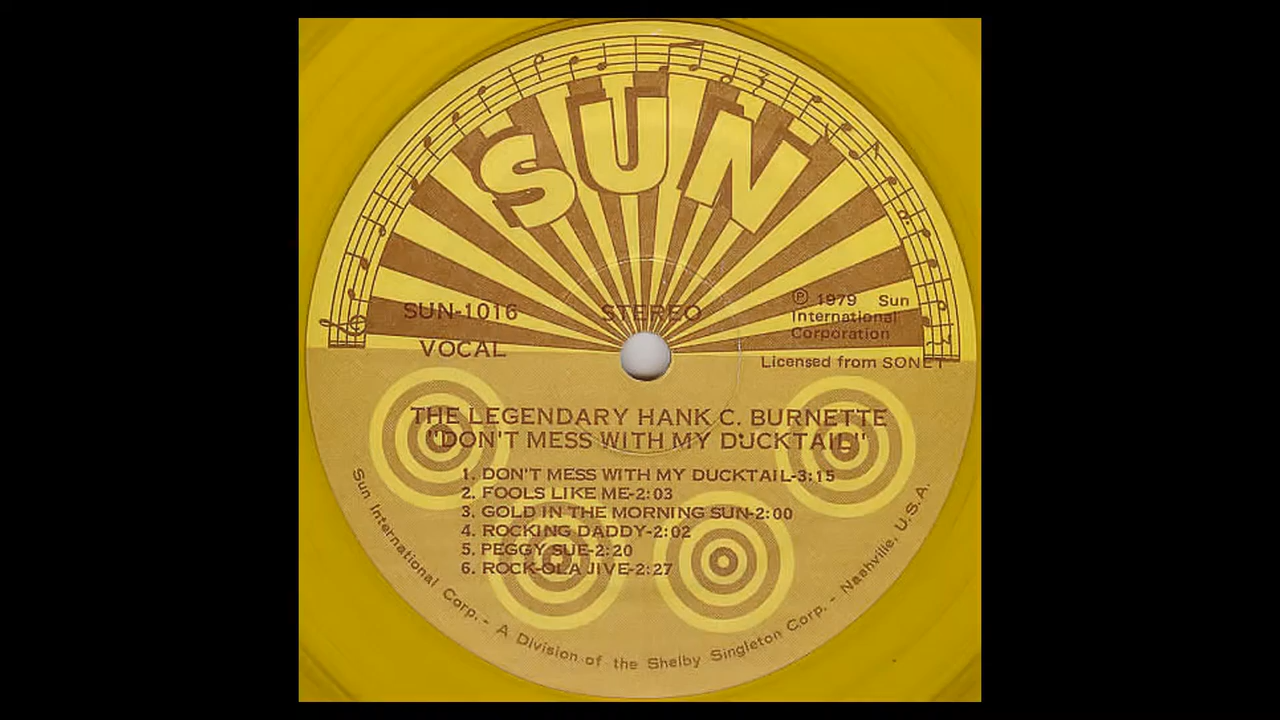 SUN
SUN-1016
STEREO
℗ 1979 Sun
International
Corporation
VOCAL
Licensed from SONET
THE LEGENDARY HANK C. BURNETTE
"DON'T MESS WITH MY DUCKTAIL"
1. DON'T MESS WITH MY DUCKTAIL-3:15
2. FOOLS LIKE ME-2:03
3. GOLD IN THE MORNING SUN-2:00
4. ROCKING DADDY-2:02
5. PEGGY SUE-2:20
6. ROCK-OLA JIVE-2:27
Sun International Corp. - A Division of the Shelby Singleton Corp. - Nashville, U.S.A.